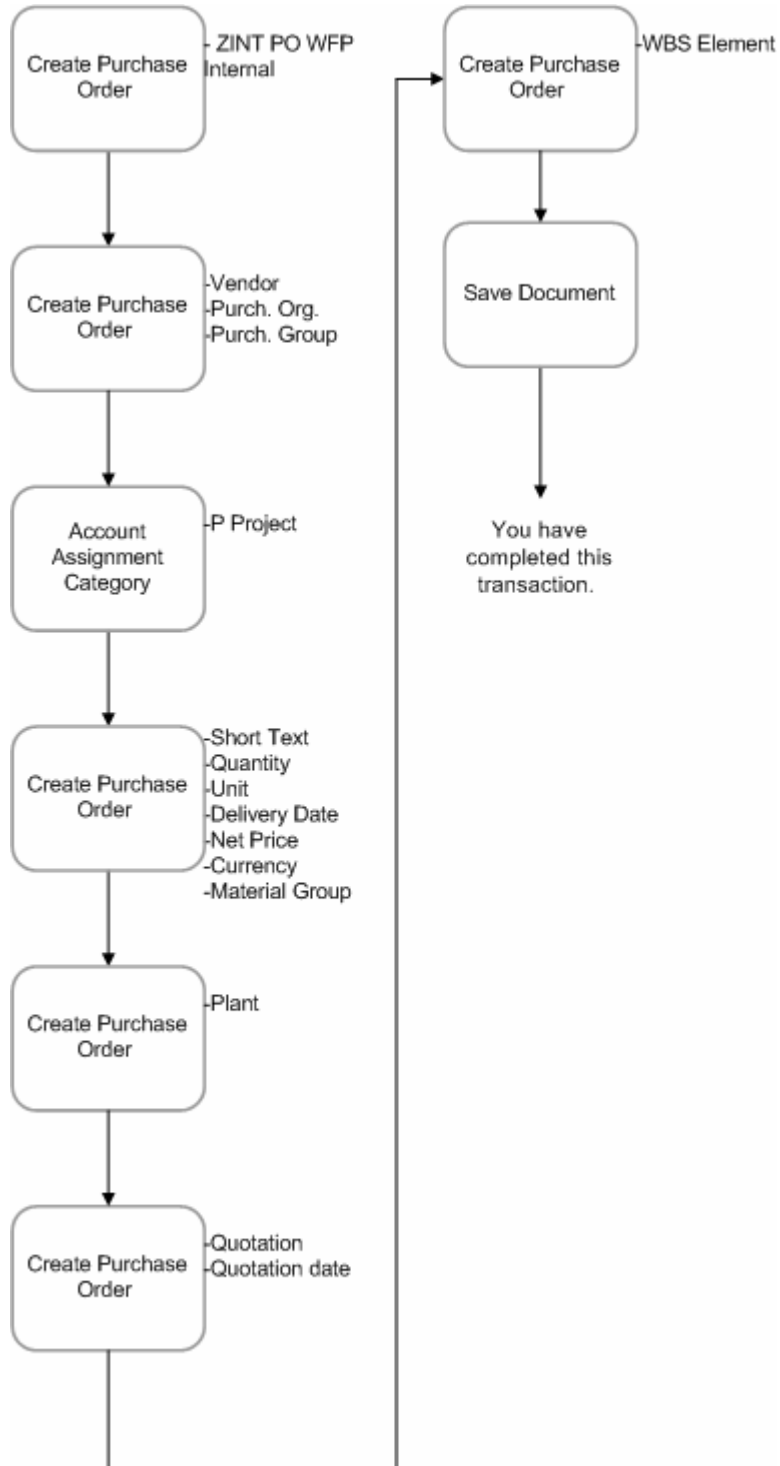 Create Purchase
Order
- ZINT PO WFP
Internal
Create Purchase
Order
-Vendor
-Purch. Org.
-Purch. Group
Account
Assignment
Category
-P Project
Create Purchase
Order
-Short Text
-Quantity
-Unit
-Delivery Date
-Net Price
-Currency
-Material Group
Create Purchase
Order
-Plant
Create Purchase
Order
-Quotation
-Quotation date
Create Purchase
Order
-WBS Element
Save Document
You have
completed this
transaction.